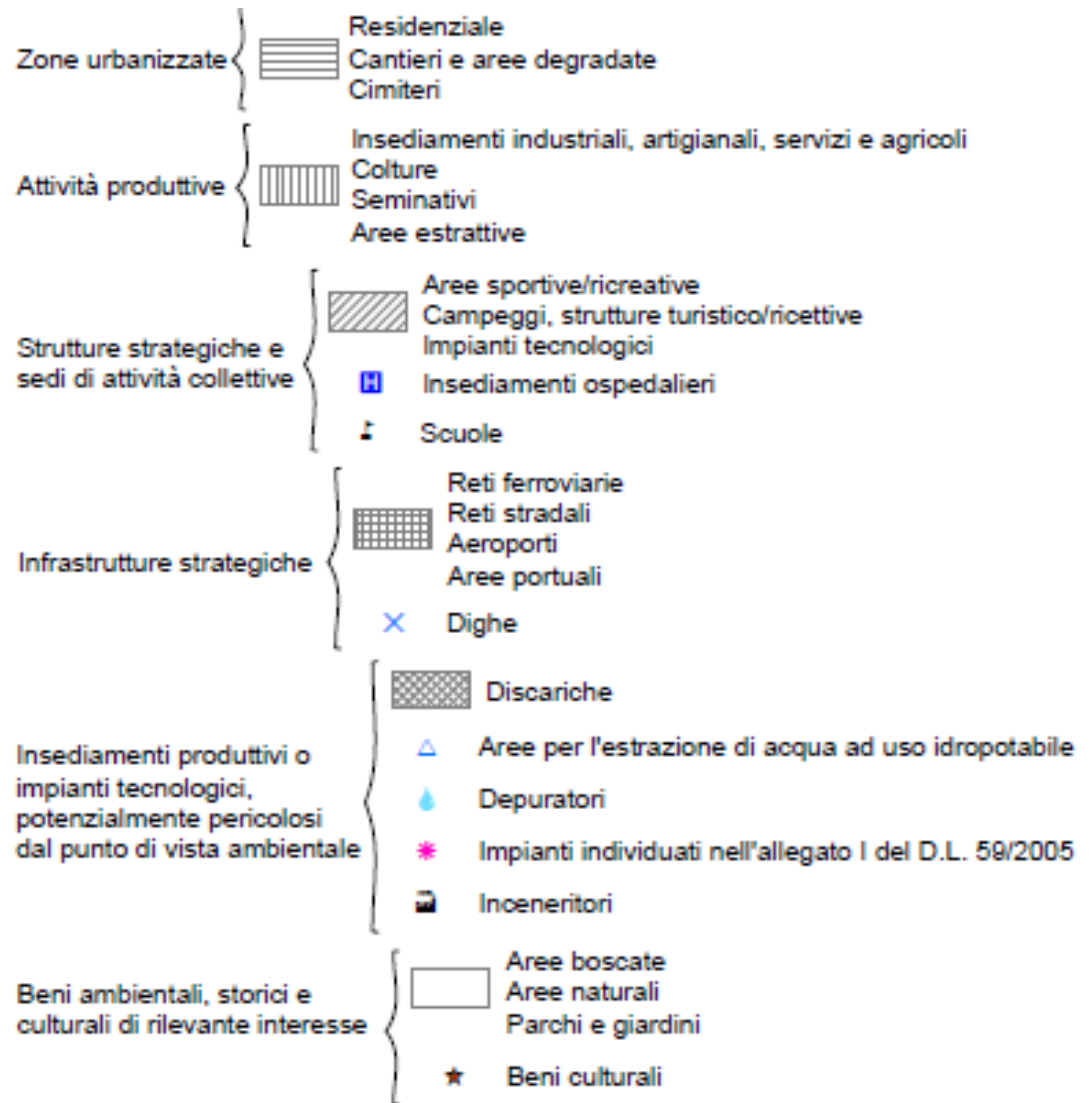 Zone urbanizzate
Residenziale
Cantieri e aree degradate
Cimiteri
Attività produttive
Insediamenti industriali, artigianali, servizi e agricoli
Colture
Seminativi
Aree estrattive
Strutture strategiche e
sedi di attività collettive
Aree sportive/ricreative
Campeggi, strutture turistico/ricettive
Impianti tecnologici
H Insediamenti ospedalieri
Scuole
Infrastrutture strategiche
Reti ferroviarie
Reti stradali
Aeroporti
Aree portuali
Dighe
Insediamenti produttivi o
impianti tecnologici,
potenzialmente pericolosi
dal punto di vista ambientale
Discariche
Aree per l'estrazione di acqua ad uso idropotabile
Depuratori
Impianti individuati nell'allegato I del D.L. 59/2005
Inceneritori
Beni ambientali, storici e
culturali di rilevante interesse
Aree boscate
Aree naturali
Parchi e giardini
Beni culturali